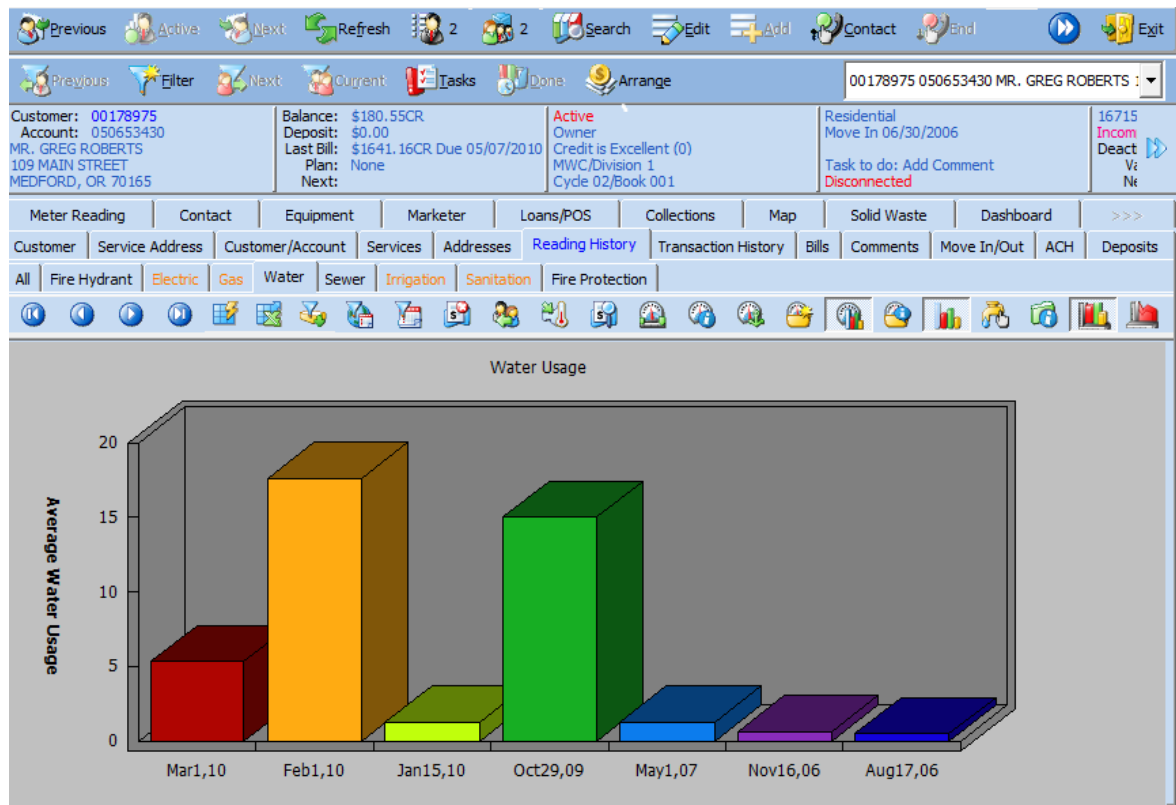 Previous Active Next Refresh 2 2 Search Edit Add Contact End Exit
Previous Filter Next Current Tasks Done Arrange 00178975 050653430 MR. GREG ROBERTS
Customer: 00178975 Balance: $180.55CR Active Residential 16715
Account: 050653430 Deposit: $0.00 Owner Move In 06/30/2006 Incom
MR. GREG ROBERTS Last Bill: $1641.16CR Due 05/07/2010 Credit is Excellent (0) Deact
109 MAIN STREET Plan: None MWC/Division 1 Task to do: Add Comment Va
MEDFORD, OR 70165 Next: Cycle 02/Book 001 Disconnected Ne
Meter Reading Contact Equipment Marketer Loans/POS Collections Map Solid Waste Dashboard >>>
Customer Service Address Customer/Account Services Addresses Reading History Transaction History Bills Comments Move In/Out ACH Deposits
All Fire Hydrant Electric Gas Water Sewer Irrigation Sanitation Fire Protection
Water Usage
Average Water Usage
20
15
10
5
0
Mar1,10 Feb1,10 Jan15,10 Oct29,09 May1,07 Nov16,06 Aug17,06